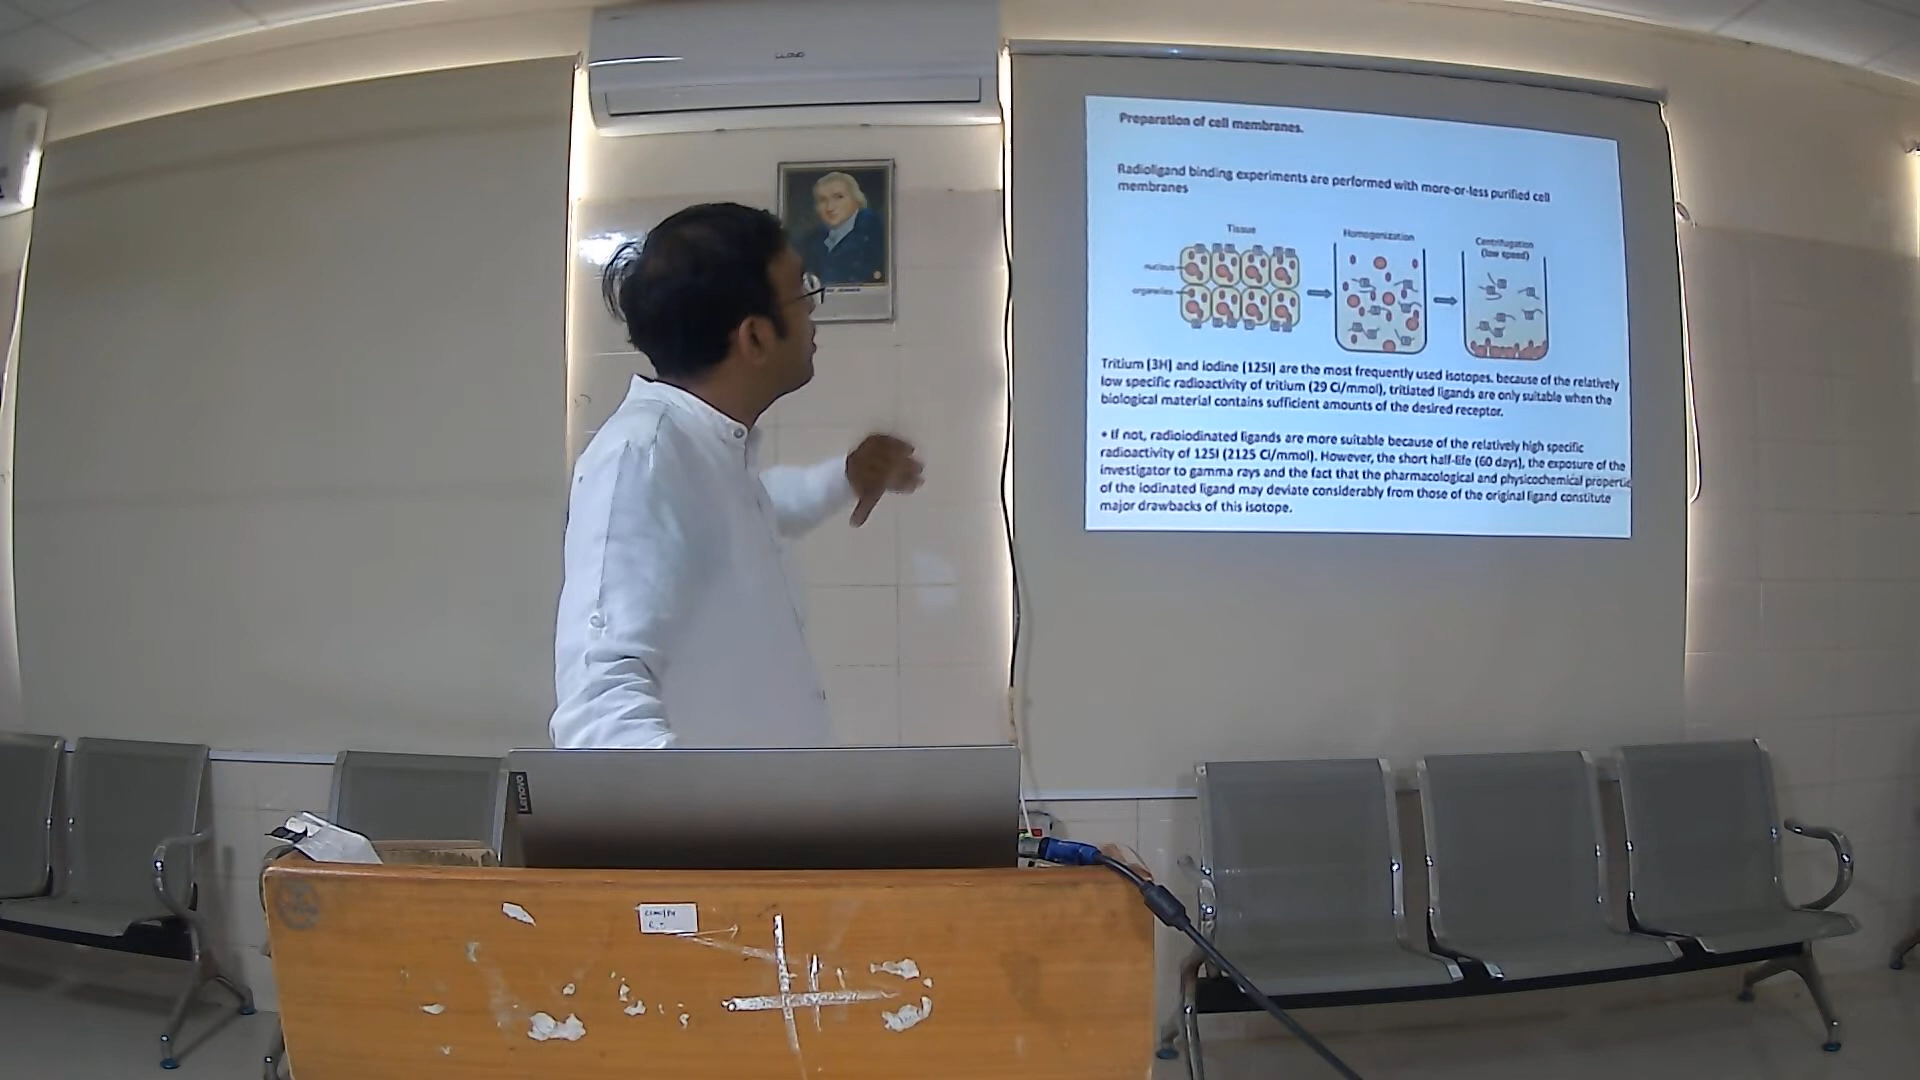 LLOYD
Preparation of cell membranes.
Radioligand binding experiments are performed with more-or-less purified cell
membranes
Tissue
Homogenization
Centrifugation
(low speed)
nucleus
organelles
Tritium [3H] and iodine [125I] are the most frequently used isotopes. because of the relatively
low specific radioactivity of tritium (29 Ci/mmol), tritiated ligands are only suitable when the
biological material contains sufficient amounts of the desired receptor.
• If not, radioiodinated ligands are more suitable because of the relatively high specific
radioactivity of 125I (2125 Ci/mmol). However, the short half-life (60 days), the exposure of the
investigator to gamma rays and the fact that the pharmacological and physicochemical propertie
of the iodinated ligand may deviate considerably from those of the original ligand constitute
major drawbacks of this isotope.
Lenovo